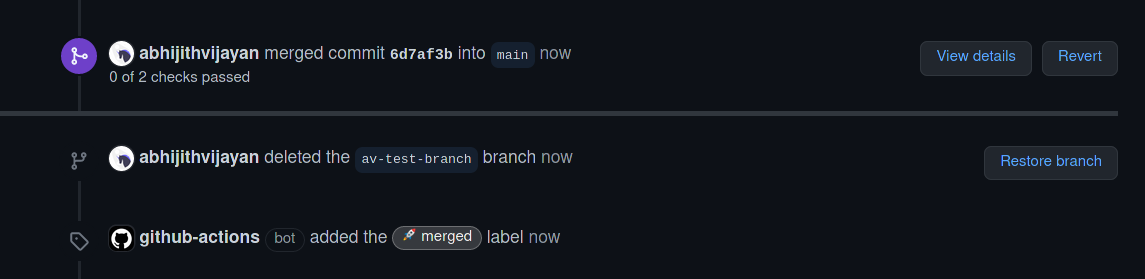 abhijithvijayan merged commit 6d7af3b into main now
View details
Revert
0 of 2 checks passed
abhijithvijayan deleted the av-test-branch branch now
Restore branch
github-actions bot added the 🚀 merged label now